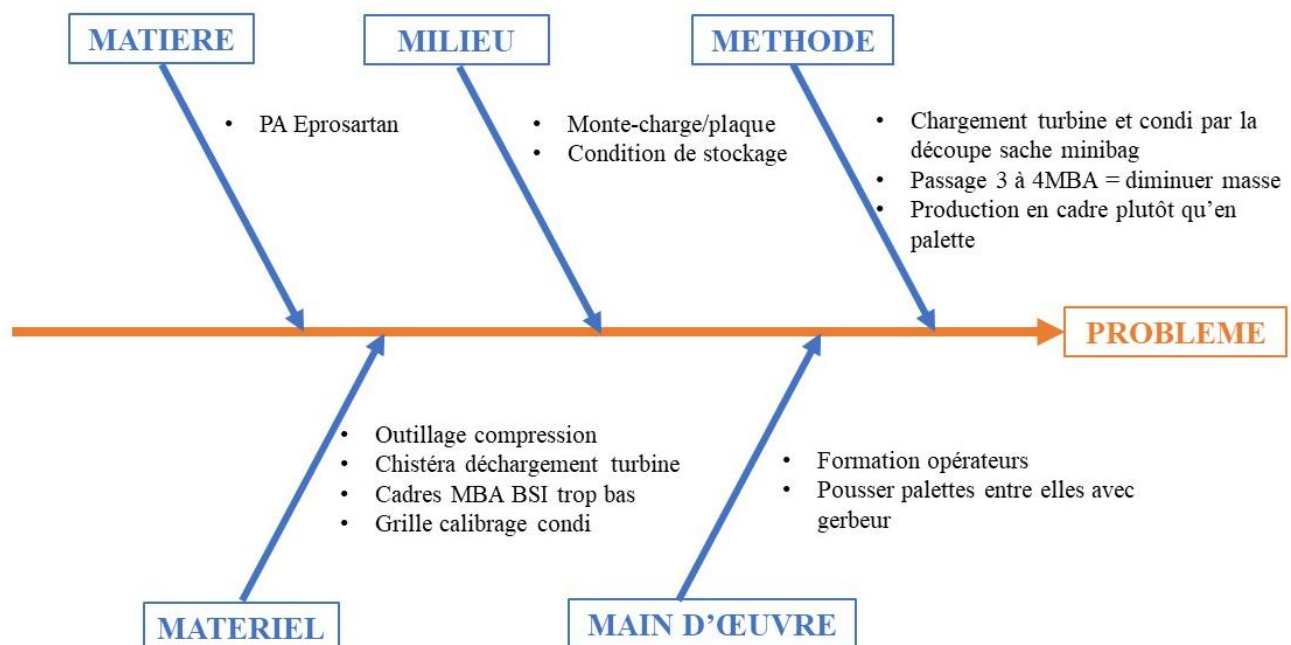 MATIERE
MILIEU
METHODE
• PA Eprosartan
• Monte-charge/plaque
• Condition de stockage
• Chargement turbine et condi par la
découpe sache minibag
• Passage 3 à 4MBA = diminuer masse
• Production en cadre plutôt qu’en
palette
PROBLEME
• Outillage compression
• Chistéra déchargement turbine
• Cadres MBA BSI trop bas
• Grille calibrage condi
• Formation opérateurs
• Pousser palettes entre elles avec
gerbeur
MATERIEL
MAIN D’ŒUVRE